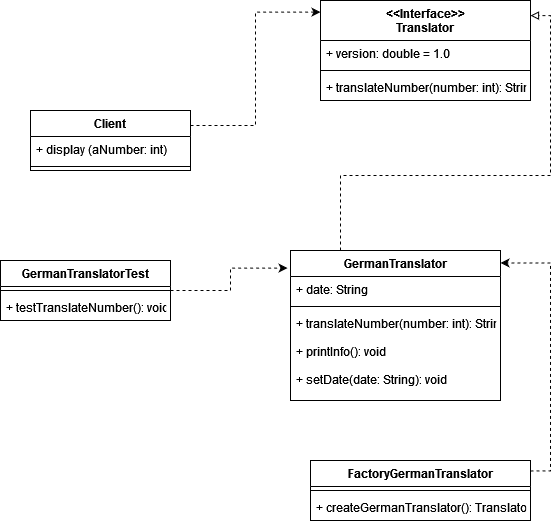 <<Interface>>
Translator
+ version: double = 1.0
+ translateNumber(number: int): Strin
Client
+ display (aNumber: int)
GermanTranslatorTest
+ testTranslateNumber(): void
GermanTranslator
+ date: String
+ translateNumber(number: int): Strin
+ printInfo(): void
+ setDate(date: String): void
FactoryGermanTranslator
+ createGermanTranslator(): Translato